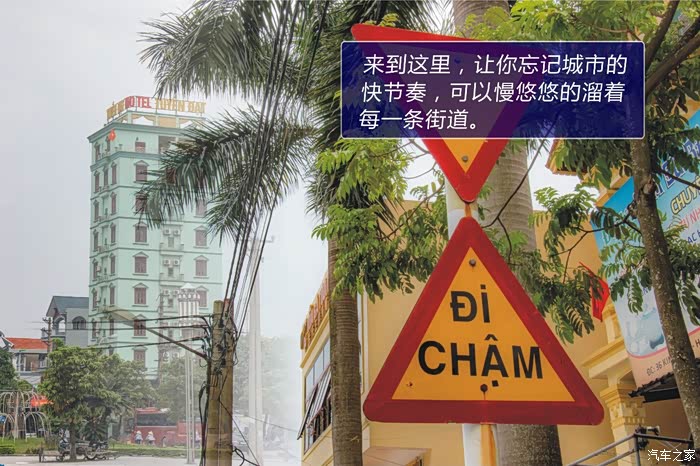 来到这里，让你忘记城市的
快节奏，可以慢悠悠的溜着
每一条街道。
HOTEL
ĐI
CHẬM
汽车之家